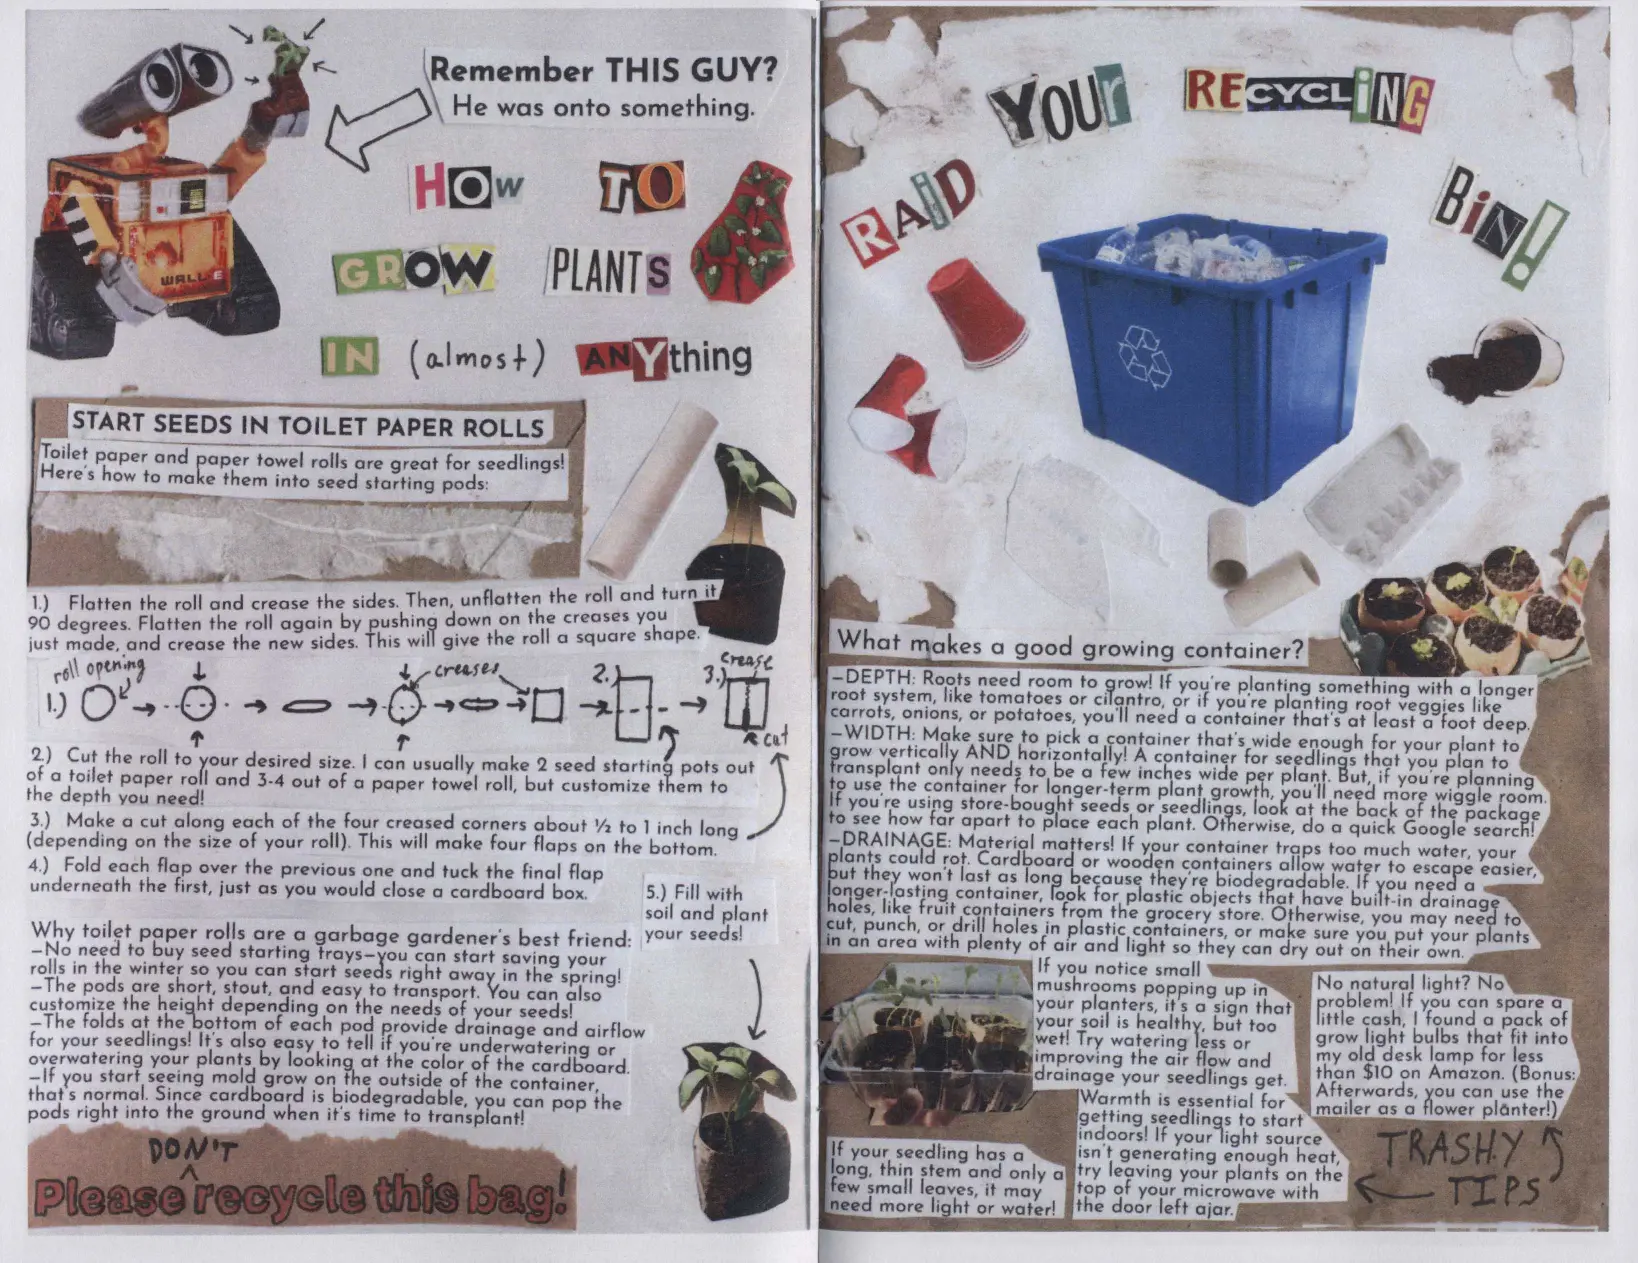 Remember THIS GUY?
He was onto something.
WALL·E
HOw TO
GROW PLANTS
IN (almost) ANYthing
START SEEDS IN TOILET PAPER ROLLS
Toilet paper and paper towel rolls are great for seedlings!
Here's how to make them into seed starting pods:
1.) Flatten the roll and crease the sides. Then, unflatten the roll and turn it
90 degrees. Flatten the roll again by pushing down on the creases you
just made, and crease the new sides. This will give the roll a square shape.
roll opening
creases
crease
1.)
2.)
3.)
cut
2.) Cut the roll to your desired size. I can usually make 2 seed starting pots out
of a toilet paper roll and 3-4 out of a paper towel roll, but customize them to
the depth you need!
3.) Make a cut along each of the four creased corners about ½ to 1 inch long
(depending on the size of your roll). This will make four flaps on the bottom.
4.) Fold each flap over the previous one and tuck the final flap
underneath the first, just as you would close a cardboard box.
5.) Fill with
soil and plant
your seeds!
Why toilet paper rolls are a garbage gardener's best friend:
—No need to buy seed starting trays—you can start saving your
rolls in the winter so you can start seeds right away in the spring!
—The pods are short, stout, and easy to transport. You can also
customize the height depending on the needs of your seeds!
—The folds at the bottom of each pod provide drainage and airflow
for your seedlings! It's also easy to tell if you're underwatering or
overwatering your plants by looking at the color of the cardboard.
—If you start seeing mold grow on the outside of the container,
that's normal. Since cardboard is biodegradable, you can pop the
pods right into the ground when it's time to transplant!
DON'T
Please recycle this bag!
RAiD YOUr RECYCLiNG BiN!
What makes a good growing container?
—DEPTH: Roots need room to grow! If you're planting something with a longer
root system, like tomatoes or cilantro, or if you're planting root veggies like
carrots, onions, or potatoes, you'll need a container that's at least a foot deep.
—WIDTH: Make sure to pick a container that's wide enough for your plant to
grow vertically AND horizontally! A container for seedlings that you plan to
transplant only needs to be a few inches wide per plant. But, if you're planning
to use the container for longer-term plant growth, you'll need more wiggle room.
If you're using store-bought seeds or seedlings, look at the back of the package
to see how far apart to place each plant. Otherwise, do a quick Google search!
—DRAINAGE: Material matters! If your container traps too much water, your
plants could rot. Cardboard or wooden containers allow water to escape easier,
but they won't last as long because they're biodegradable. If you need a
longer-lasting container, look for plastic objects that have built-in drainage
holes, like fruit containers from the grocery store. Otherwise, you may need to
cut, punch, or drill holes in plastic containers, or make sure you put your plants
in an area with plenty of air and light so they can dry out on their own.
If you notice small
mushrooms popping up in
your planters, it's a sign that
your soil is healthy, but too
wet! Try watering less or
improving the air flow and
drainage your seedlings get.
No natural light? No
problem! If you can spare a
little cash, I found a pack of
grow light bulbs that fit into
my old desk lamp for less
than $10 on Amazon. (Bonus:
Afterwards, you can use the
mailer as a flower planter!)
If your seedling has a
long, thin stem and only a
few small leaves, it may
need more light or water!
Warmth is essential for
getting seedlings to start
indoors! If your light source
isn't generating enough heat,
try leaving your plants on the
top of your microwave with
the door left ajar.
TRASHY
TIPS